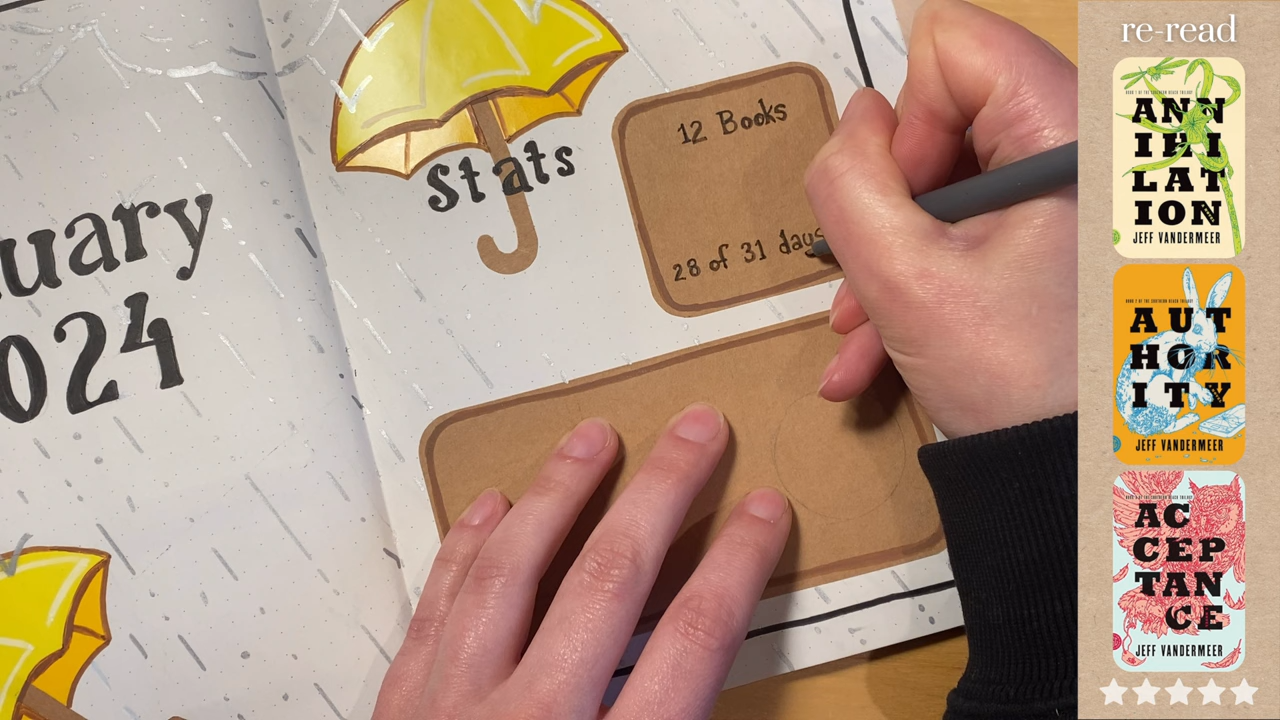 uary
024
Stats
12 Books
28 of 31 days
re-read
ANN
IHI
LAT
ION
JEFF VANDERMEER
AUT
HOR
ITY
JEFF VANDERMEER
AC
CEP
TAN
CE
JEFF VANDERMEER